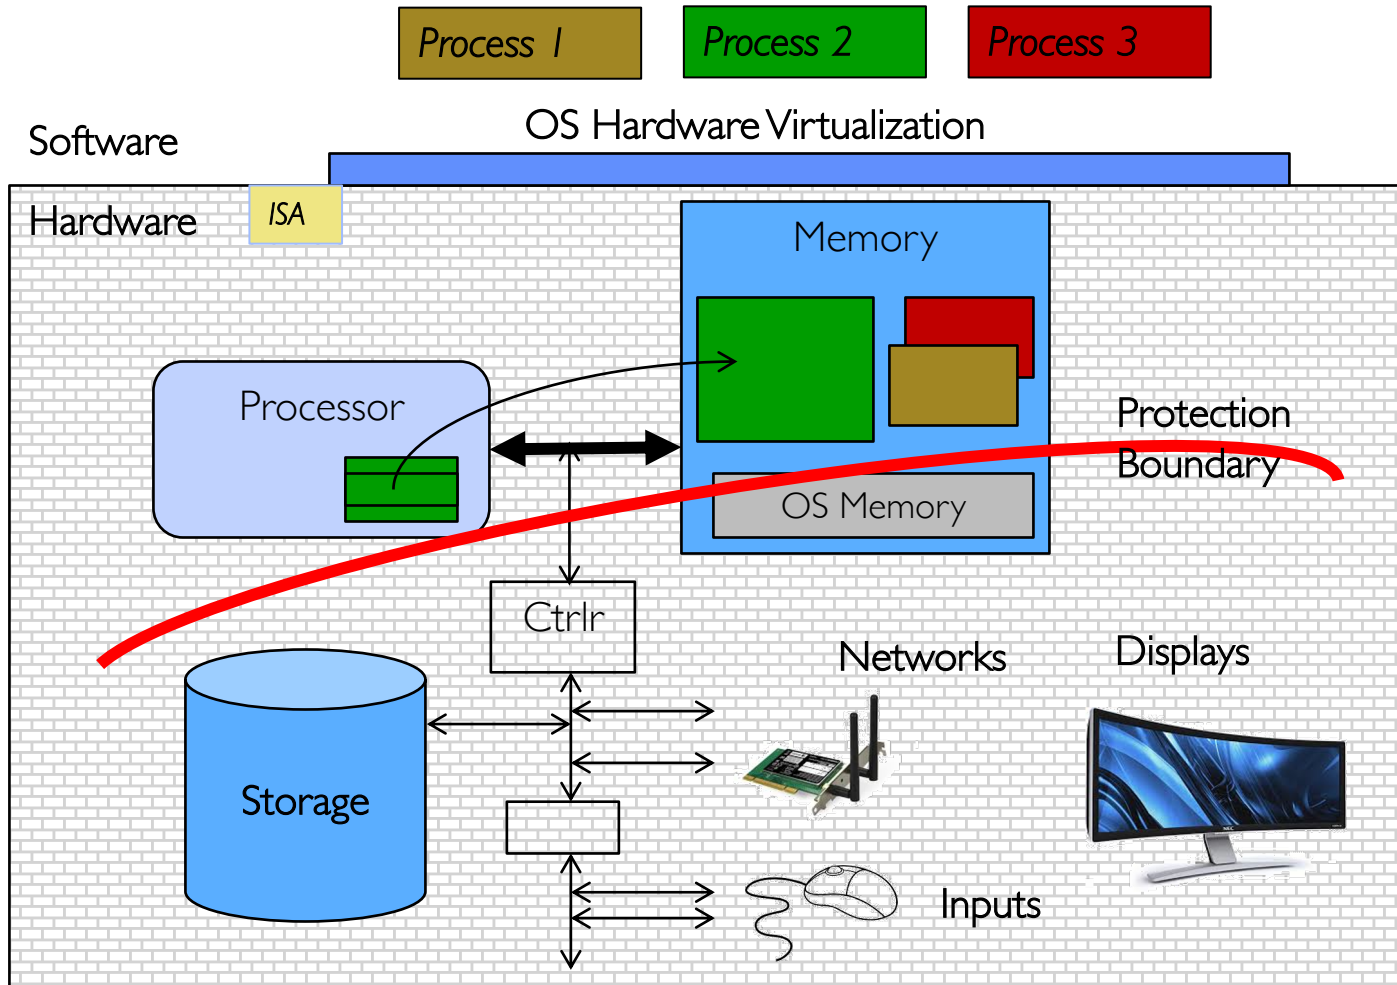 Process 1
Process 2
Process 3
OS Hardware Virtualization
Software
Hardware
ISA
Memory
Processor
Protection
Boundary
OS Memory
Ctrlr
Networks
Displays
Storage
Inputs